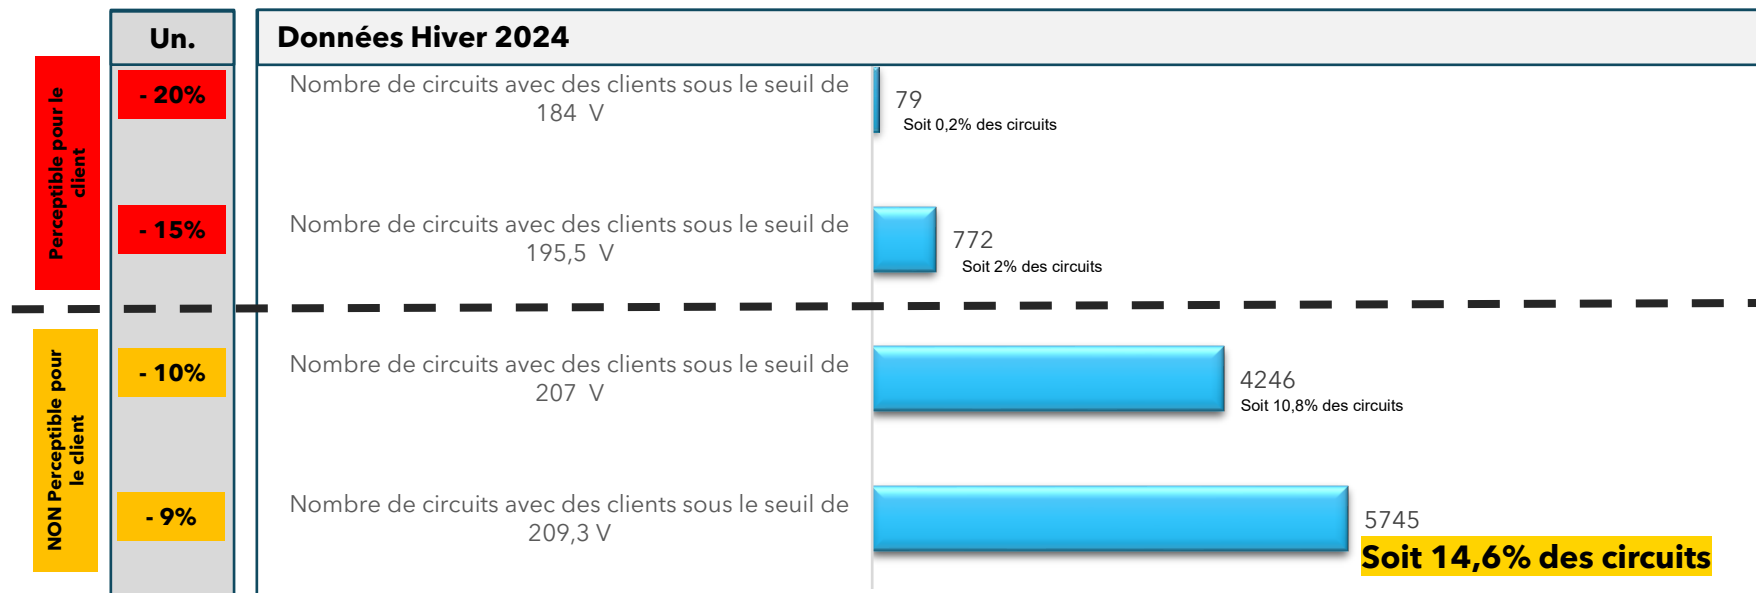 Un.
Données Hiver 2024
Perceptible pour le
client
- 20%
Nombre de circuits avec des clients sous le seuil de
184 V
79
Soit 0,2% des circuits
- 15%
Nombre de circuits avec des clients sous le seuil de
195,5 V
772
Soit 2% des circuits
NON Perceptible pour
le client
- 10%
Nombre de circuits avec des clients sous le seuil de
207 V
4246
Soit 10,8% des circuits
- 9%
Nombre de circuits avec des clients sous le seuil de
209,3 V
5745
Soit 14,6% des circuits